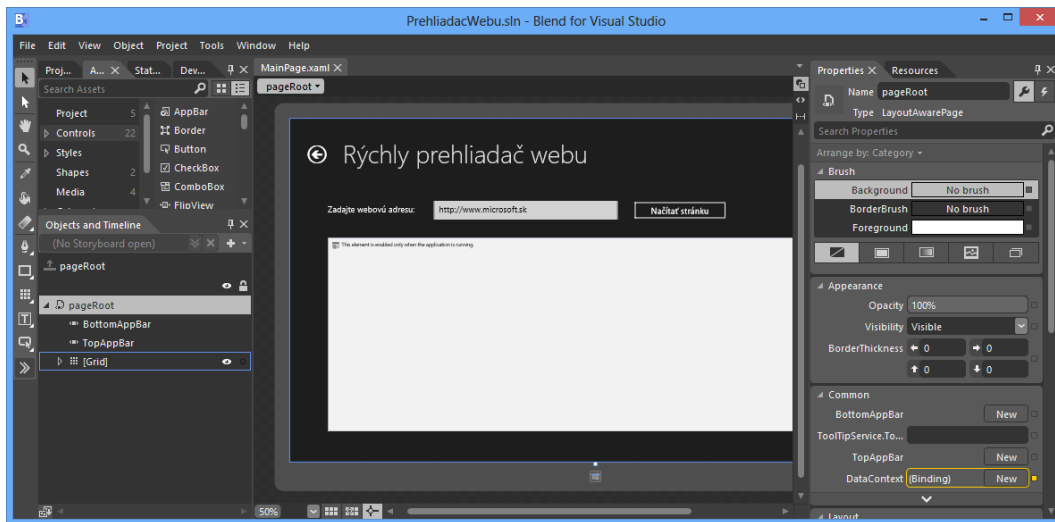 PrehliadacWebu.sln - Blend for Visual Studio
File Edit View Object Project Tools Window Help
Proj... A... Stat... Dev...
Search Assets
Project 5
Controls 22
Styles
Shapes 2
Media 4
AppBar
Border
Button
CheckBox
ComboBox
FlipView
Objects and Timeline
(No Storyboard open)
pageRoot
pageRoot
BottomAppBar
TopAppBar
[Grid]
MainPage.xaml
pageRoot
Rýchly prehliadač webu
Zadajte webovú adresu: http://www.microsoft.sk Načítať stránku
This element is enabled only when the application is running.
50%
Properties Resources
Name pageRoot
Type LayoutAwarePage
Search Properties
Arrange by: Category
Brush
Background No brush
BorderBrush No brush
Foreground
Appearance
Opacity 100%
Visibility Visible
BorderThickness 0 0
0 0
Common
BottomAppBar New
ToolTipService.To...
TopAppBar New
DataContext (Binding) New
Layout